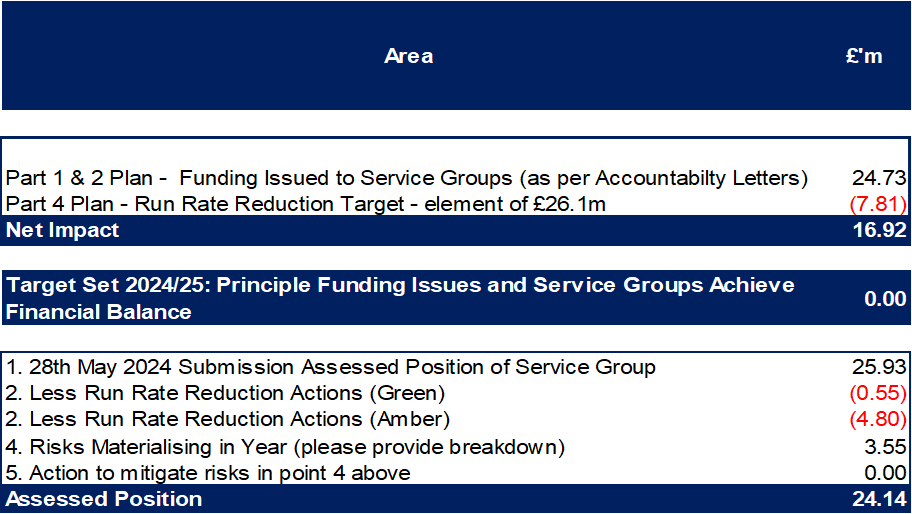 Area £'m
Part 1 & 2 Plan - Funding Issued to Service Groups (as per Accountabilty Letters) 24.73
Part 4 Plan - Run Rate Reduction Target - element of £26.1m (7.81)
Net Impact 16.92
Target Set 2024/25: Principle Funding Issues and Service Groups Achieve
Financial Balance 0.00
1. 28th May 2024 Submission Assessed Position of Service Group 25.93
2. Less Run Rate Reduction Actions (Green) (0.55)
2. Less Run Rate Reduction Actions (Amber) (4.80)
4. Risks Materialising in Year (please provide breakdown) 3.55
5. Action to mitigate risks in point 4 above 0.00
Assessed Position 24.14